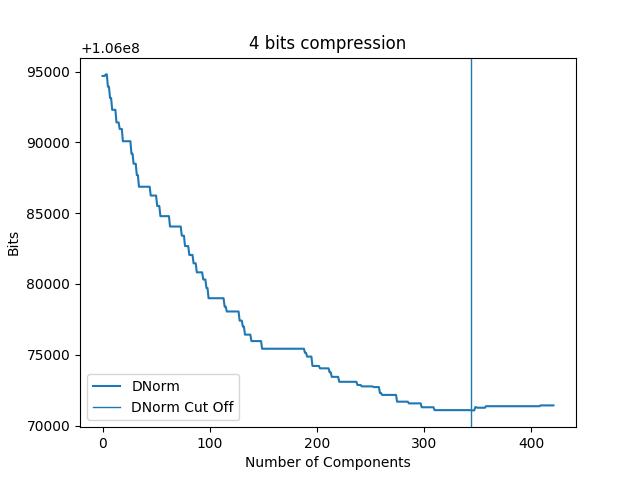 4 bits compression
+1.06e8
95000
90000
85000
80000
75000
70000
Bits
0
100
200
300
400
Number of Components
DNorm
DNorm Cut Off